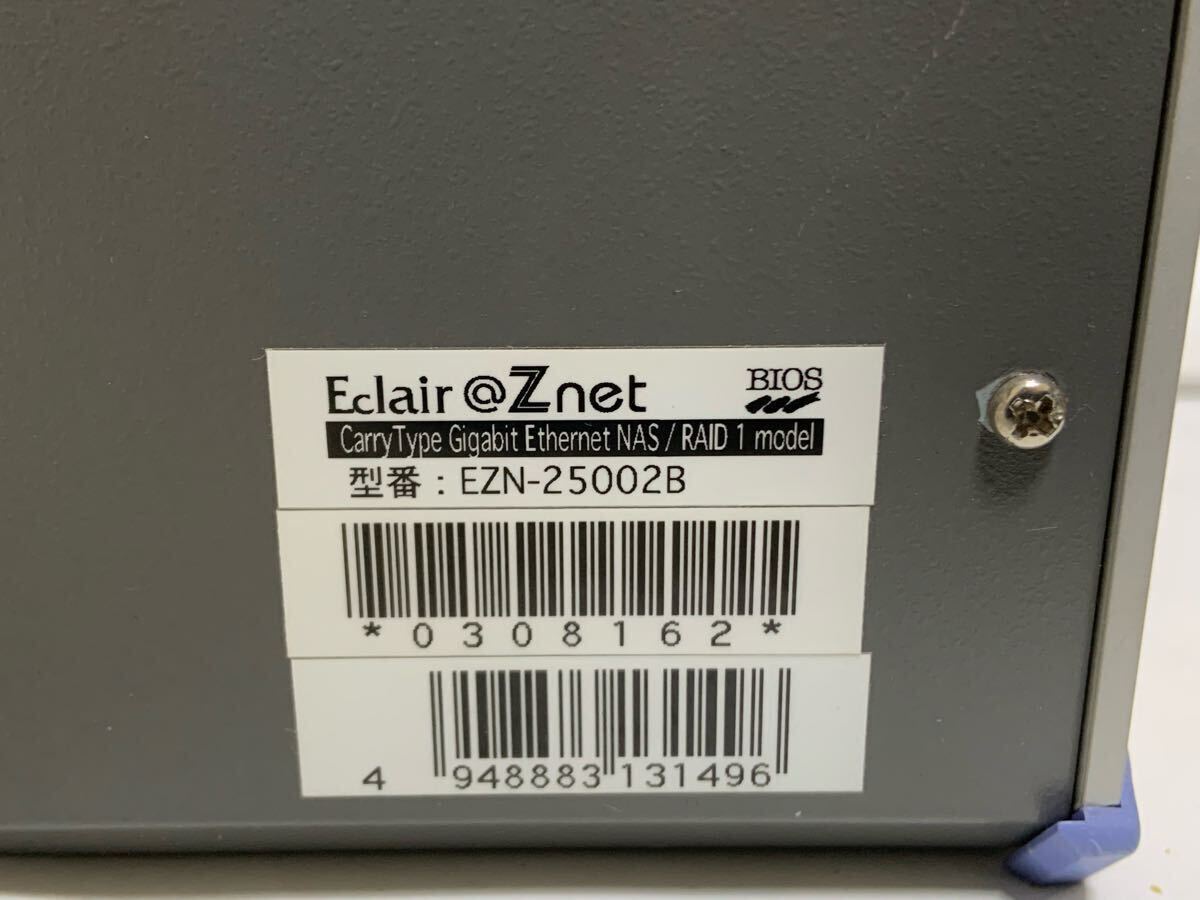 Eclair @Znet
BIOS
CarryType Gigabit Ethernet NAS / RAID 1 model
型番 : EZN-25002B
*0308162*
4 948883 131496